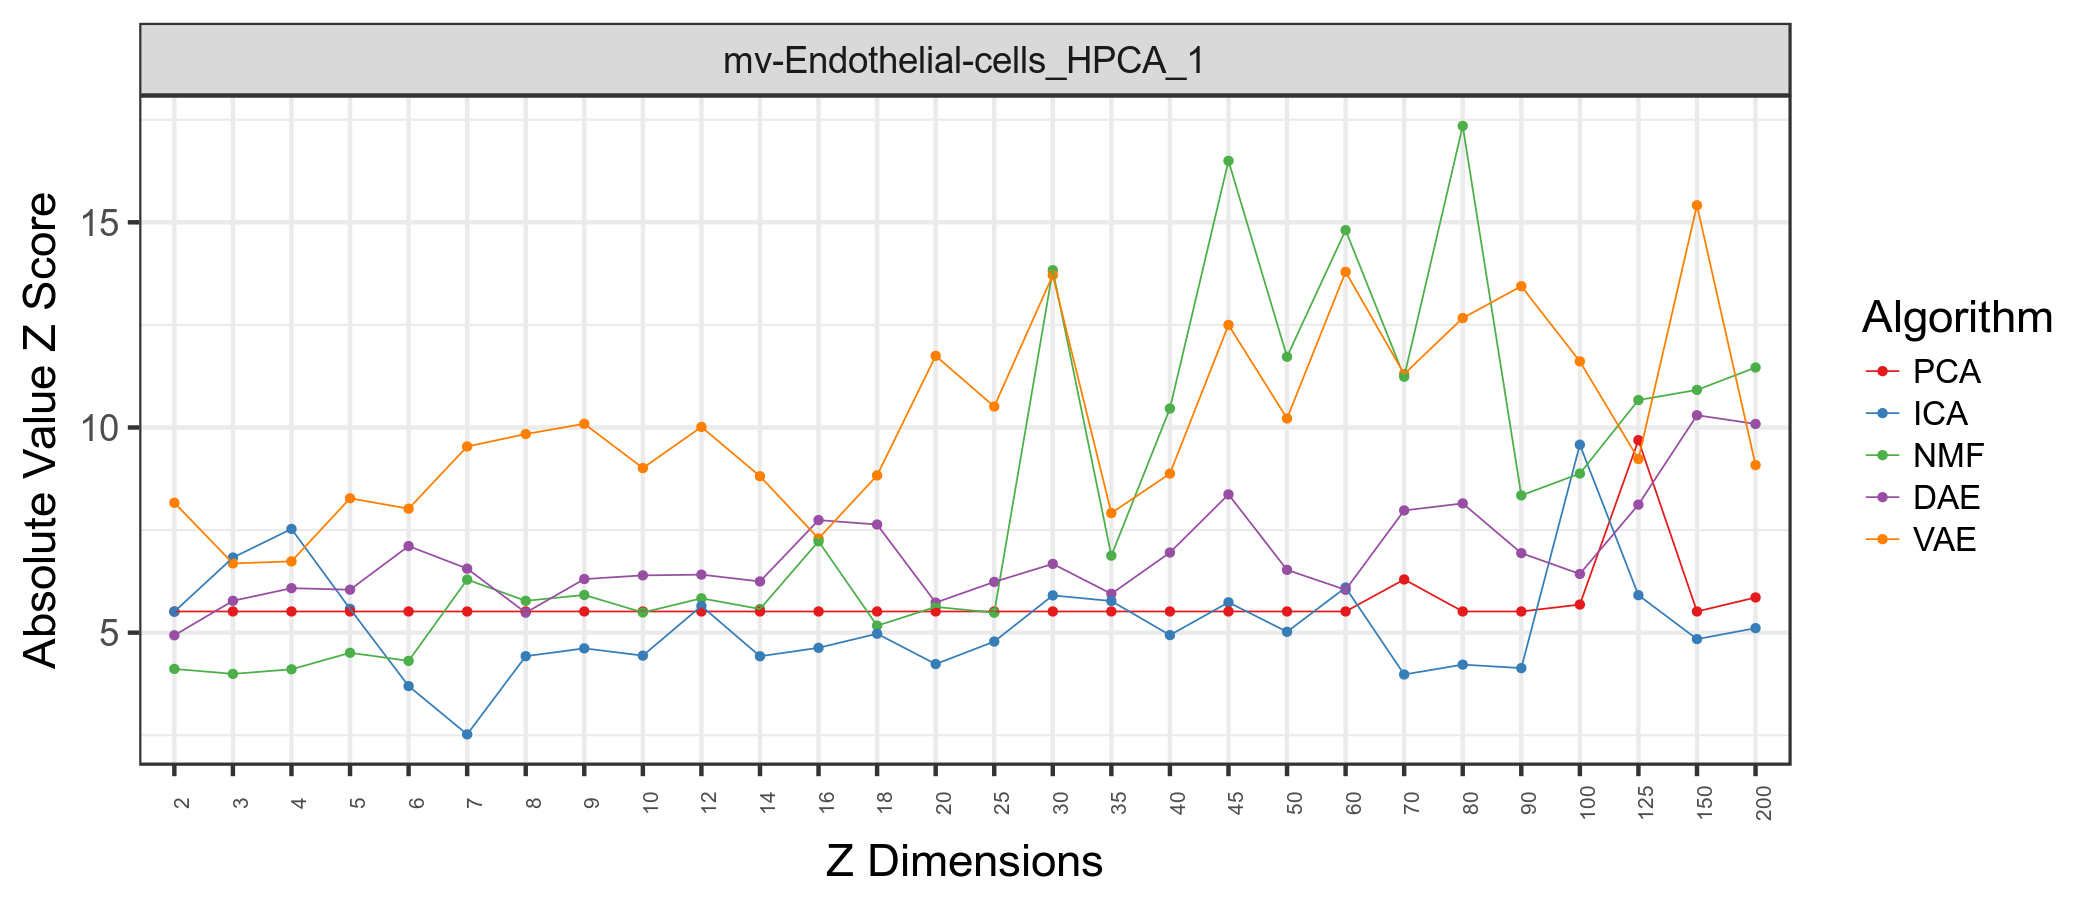 mv-Endothelial-cells_HPCA_1
Absolute Value Z Score
15
10
5
2 3 4 5 6 7 8 9 10 12 14 16 18 20 25 30 35 40 45 50 60 70 80 90 100 125 150 200
Z Dimensions
Algorithm
PCA
ICA
NMF
DAE
VAE